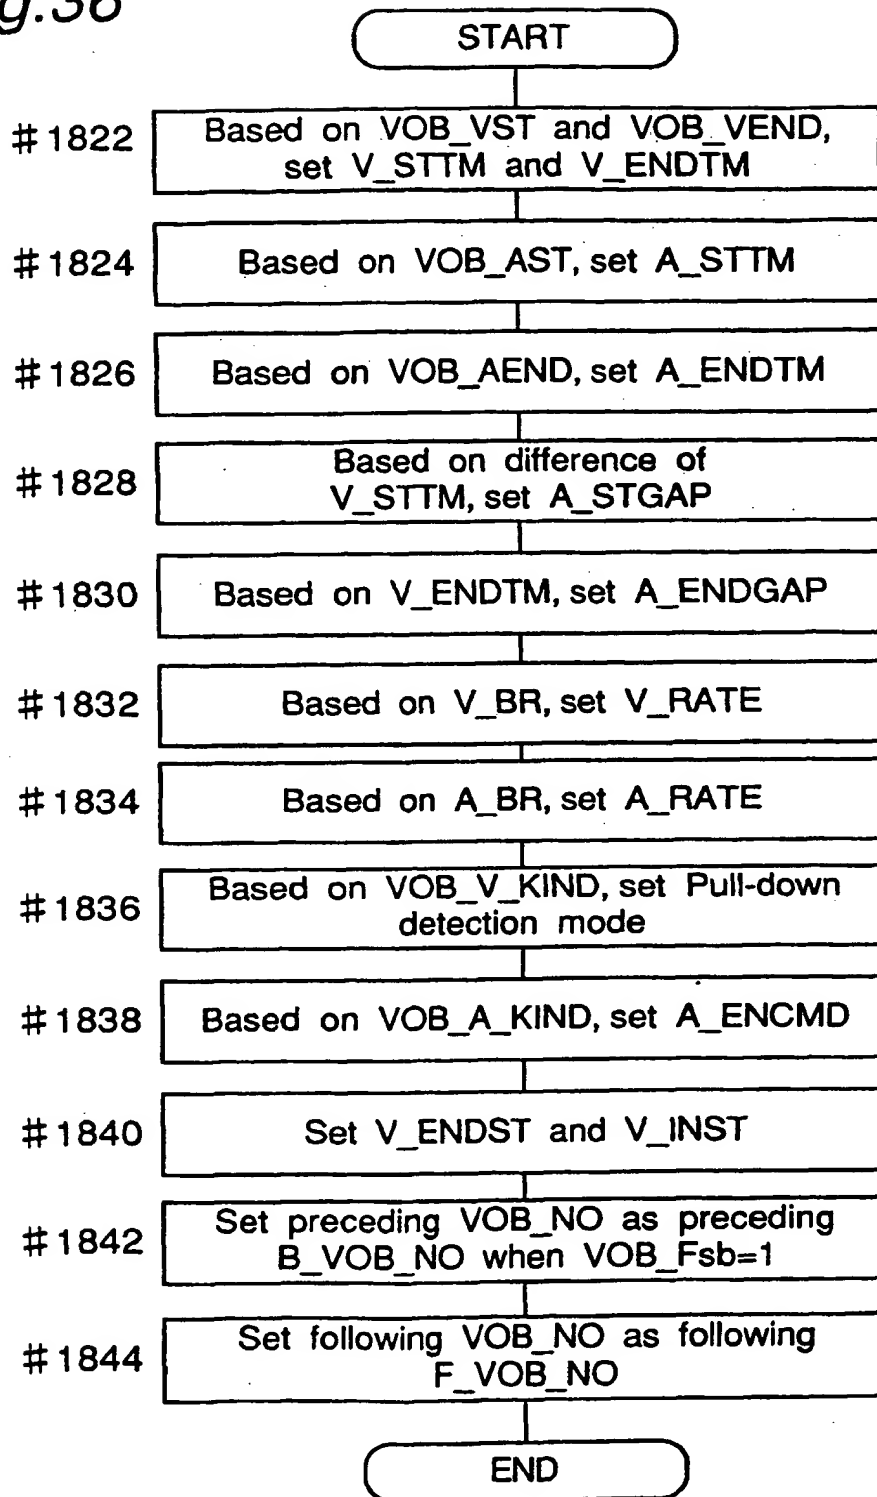 g.36
START
#1822
Based on VOB_VST and VOB_VEND,
set V_STTM and V_ENDTM
#1824
Based on VOB_AST, set A_STTM
#1826
Based on VOB_AEND, set A_ENDTM
#1828
Based on difference of
V_STTM, set A_STGAP
#1830
Based on V_ENDTM, set A_ENDGAP
#1832
Based on V_BR, set V_RATE
#1834
Based on A_BR, set A_RATE
#1836
Based on VOB_V_KIND, set Pull-down
detection mode
#1838
Based on VOB_A_KIND, set A_ENCMD
#1840
Set V_ENDST and V_INST
#1842
Set preceding VOB_NO as preceding
B_VOB_NO when VOB_Fsb=1
#1844
Set following VOB_NO as following
F_VOB_NO
END